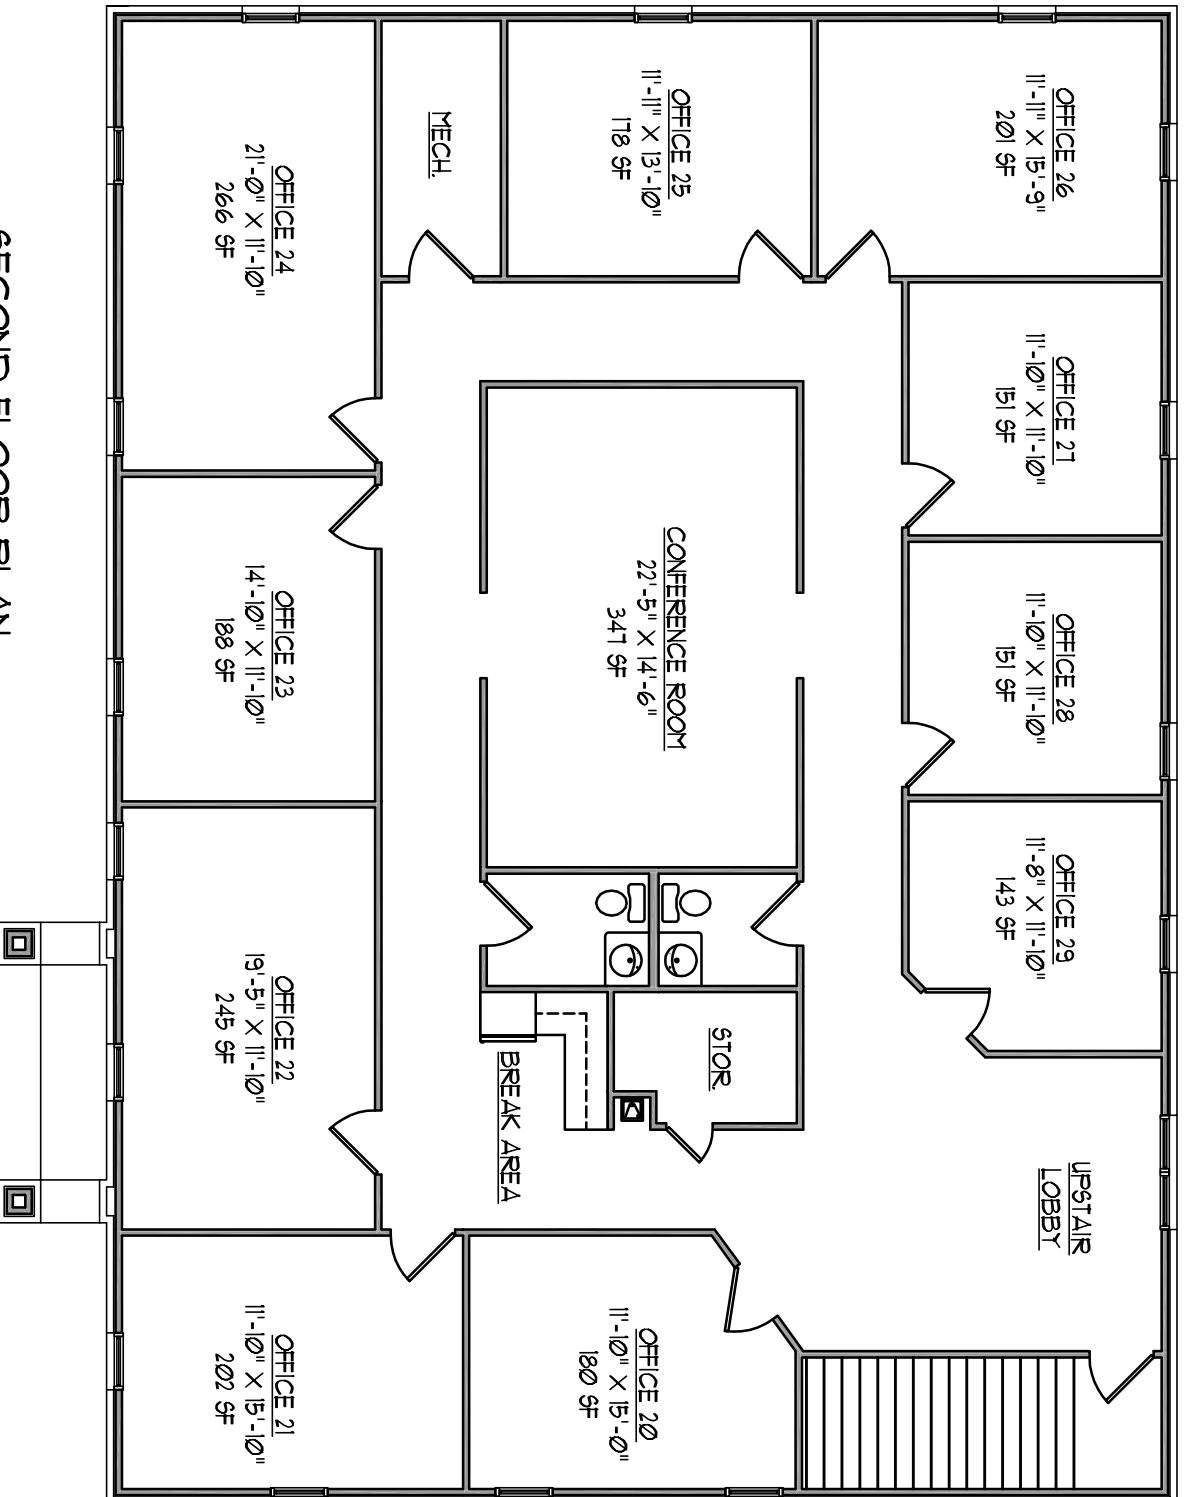 OFFICE 26
11'-11" X 15'-9"
201 SF
OFFICE 27
11'-10" X 11'-10"
151 SF
OFFICE 28
11'-10" X 11'-10"
151 SF
OFFICE 29
11'-8" X 11'-10"
143 SF
UPSTAIR
LOBBY
OFFICE 25
11'-11" X 13'-10"
178 SF
CONFERENCE ROOM
22'-5" X 14'-6"
347 SF
STOR.
OFFICE 20
11'-10" X 15'-0"
180 SF
MECH.
BREAK AREA
OFFICE 24
21'-0" X 11'-10"
266 SF
OFFICE 23
14'-10" X 11'-10"
188 SF
OFFICE 22
19'-5" X 11'-10"
245 SF
OFFICE 21
11'-10" X 15'-10"
202 SF
SECOND FLOOR PLAN